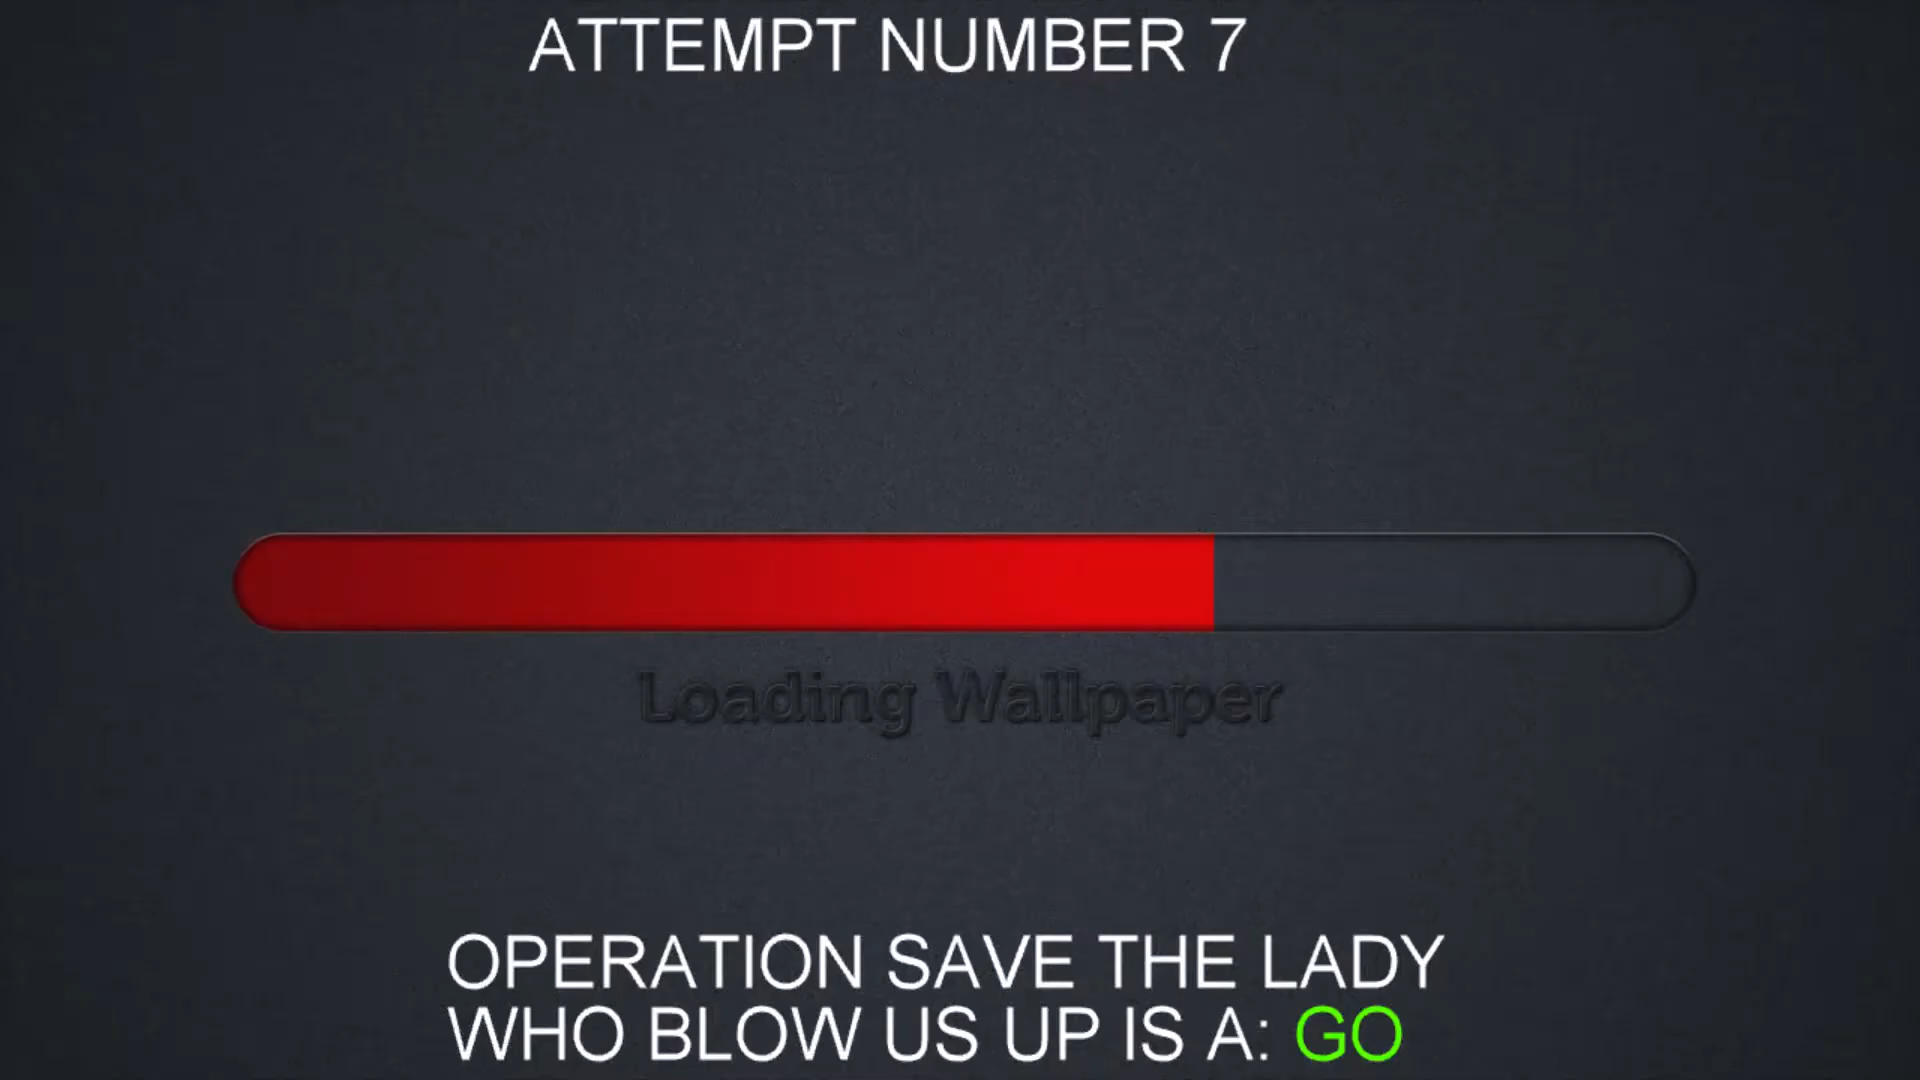 ATTEMPT NUMBER 7
Loading Wallpaper
OPERATION SAVE THE LADY
WHO BLOW US UP IS A: GO